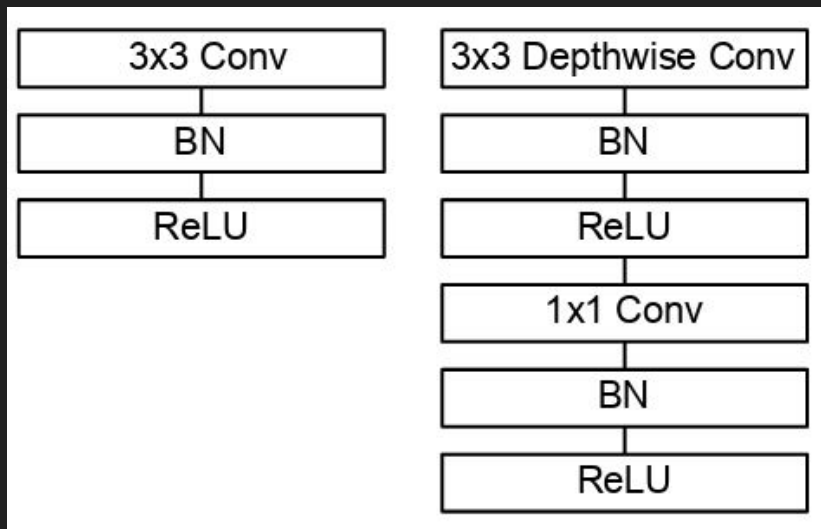 3x3 Conv
BN
ReLU
3x3 Depthwise Conv
BN
ReLU
1x1 Conv
BN
ReLU